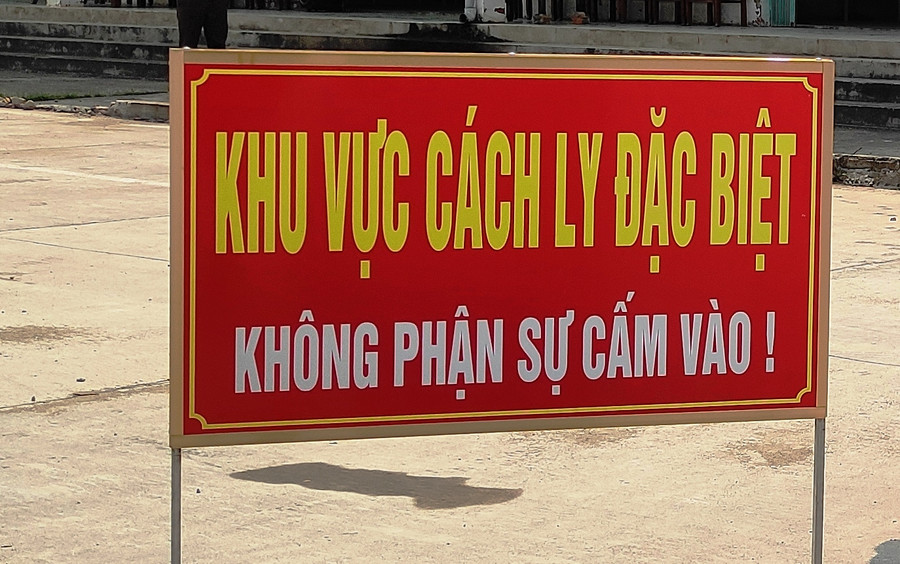 KHU VỰC CÁCH LY ĐẶC BIỆT
KHÔNG PHẬN SỰ CẤM VÀO !